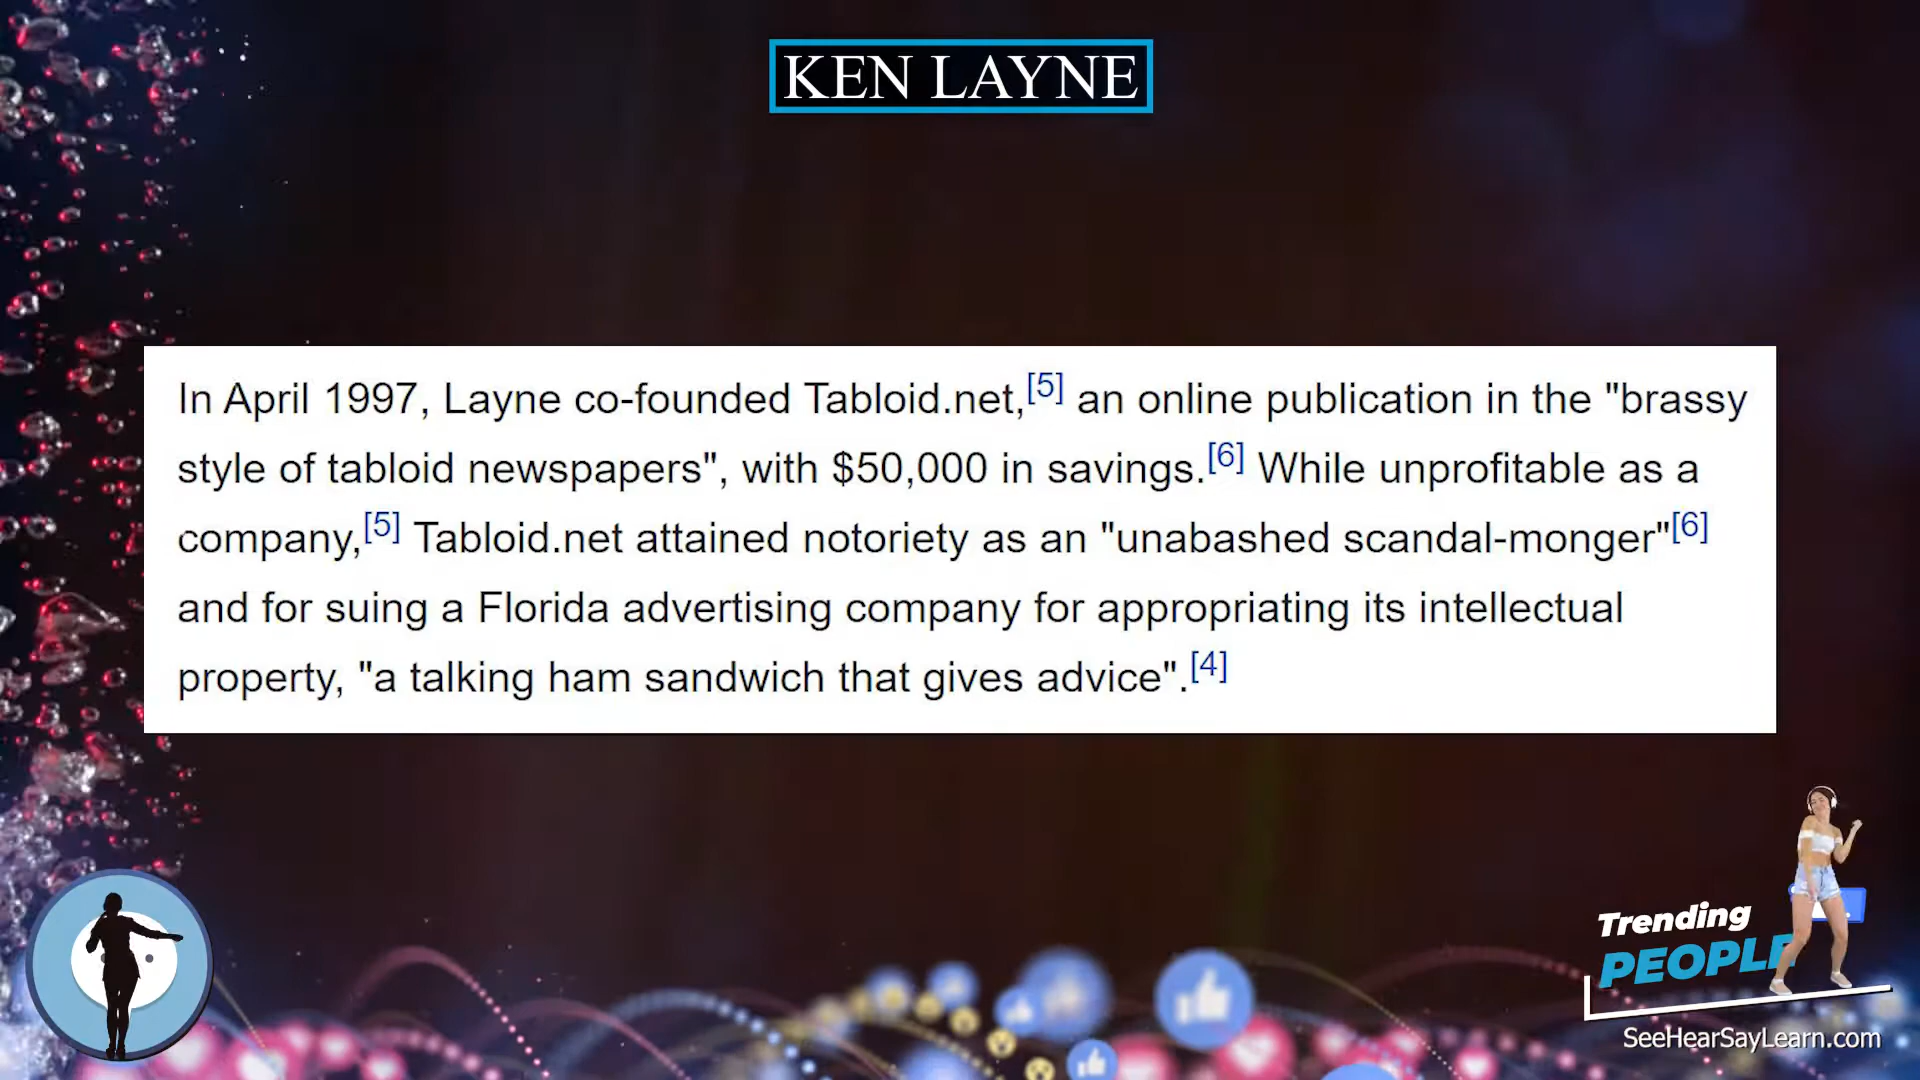 KEN LAYNE
In April 1997, Layne co-founded Tabloid.net,[5] an online publication in the "brassy
style of tabloid newspapers", with $50,000 in savings.[6] While unprofitable as a
company,[5] Tabloid.net attained notoriety as an "unabashed scandal-monger"[6]
and for suing a Florida advertising company for appropriating its intellectual
property, "a talking ham sandwich that gives advice".[4]
Trending
PEOPLE
SeeHearSayLearn.com